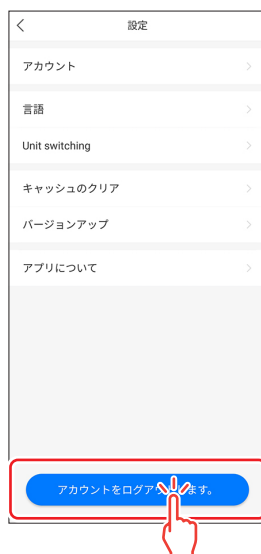 設定
アカウント
言語
Unit switching
キャッシュのクリア
バージョンアップ
アプリについて
アカウントをログア ます。